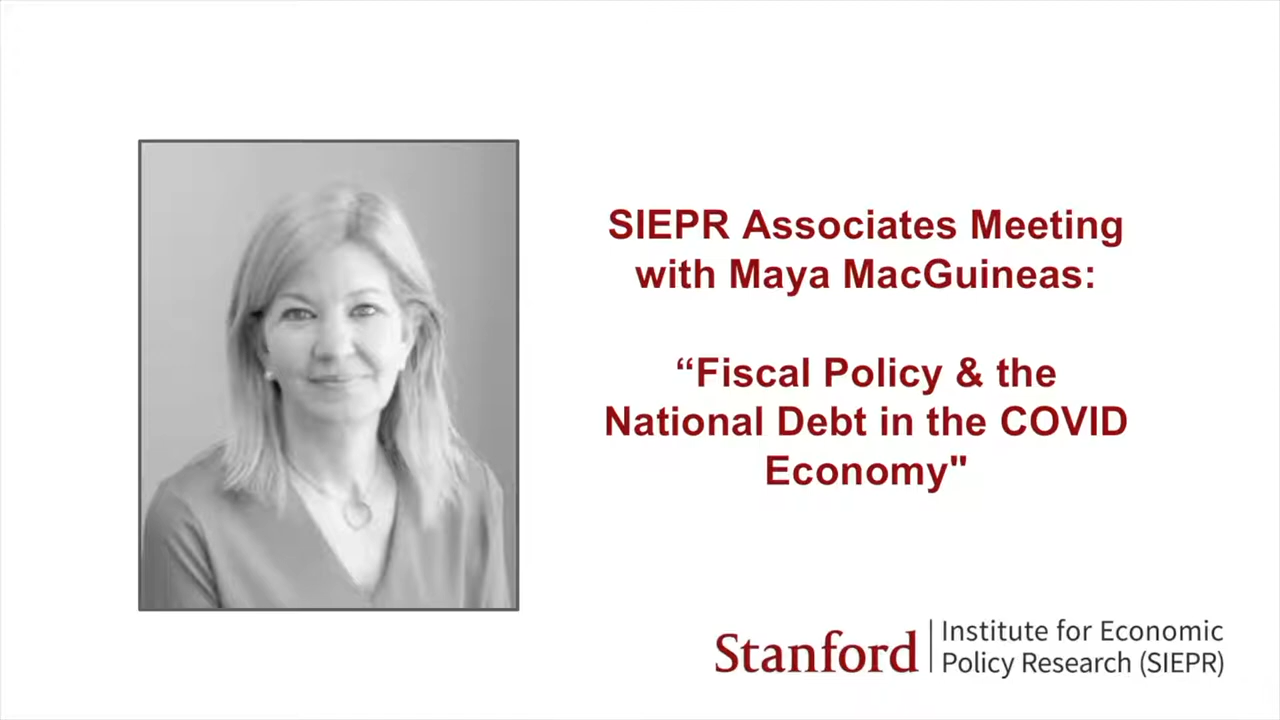 SIEPR Associates Meeting
with Maya MacGuineas:
“Fiscal Policy & the
National Debt in the COVID
Economy"
Stanford
Institute for Economic
Policy Research (SIEPR)